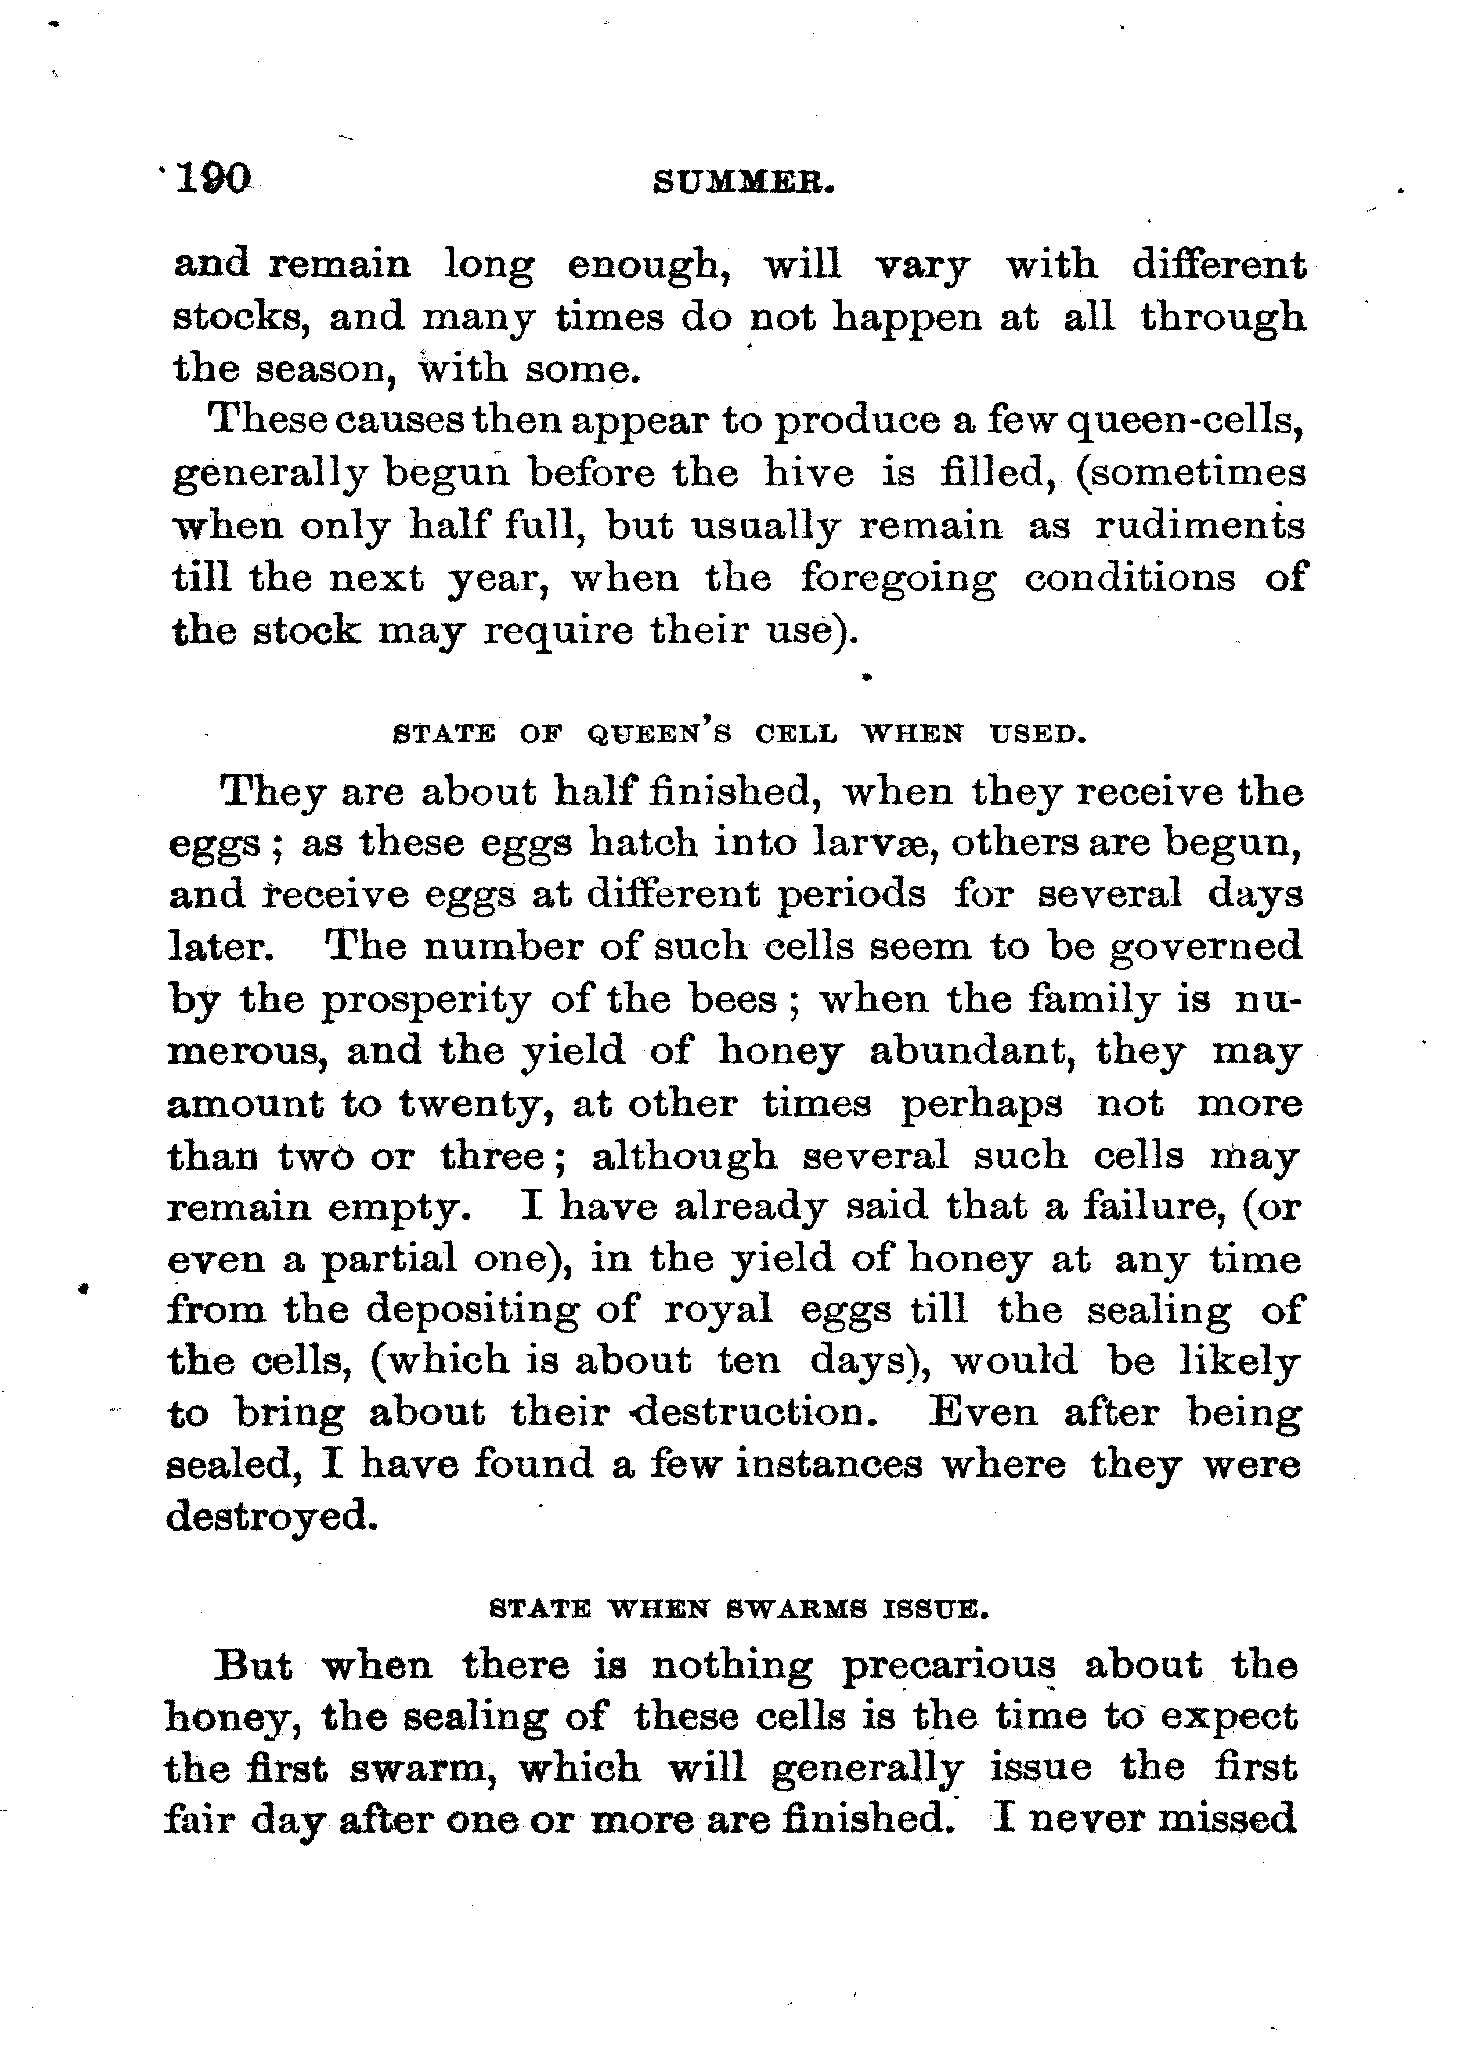 190 SUMMER.
and remain long enough, will vary with different
stocks, and many times do not happen at all through
the season, with some.
These causes then appear to produce a few queen-cells,
generally begun before the hive is filled, (sometimes
when only half full, but usually remain as rudiments
till the next year, when the foregoing conditions of
the stock may require their use).
STATE OF QUEEN'S CELL WHEN USED.
They are about half finished, when they receive the
eggs ; as these eggs hatch into larvæ, others are begun,
and receive eggs at different periods for several days
later. The number of such cells seem to be governed
by the prosperity of the bees ; when the family is nu-
merous, and the yield of honey abundant, they may
amount to twenty, at other times perhaps not more
than two or three ; although several such cells may
remain empty. I have already said that a failure, (or
even a partial one), in the yield of honey at any time
from the depositing of royal eggs till the sealing of
the cells, (which is about ten days), would be likely
to bring about their destruction. Even after being
sealed, I have found a few instances where they were
destroyed.
STATE WHEN SWARMS ISSUE.
But when there is nothing precarious about the
honey, the sealing of these cells is the time to expect
the first swarm, which will generally issue the first
fair day after one or more are finished. I never missed